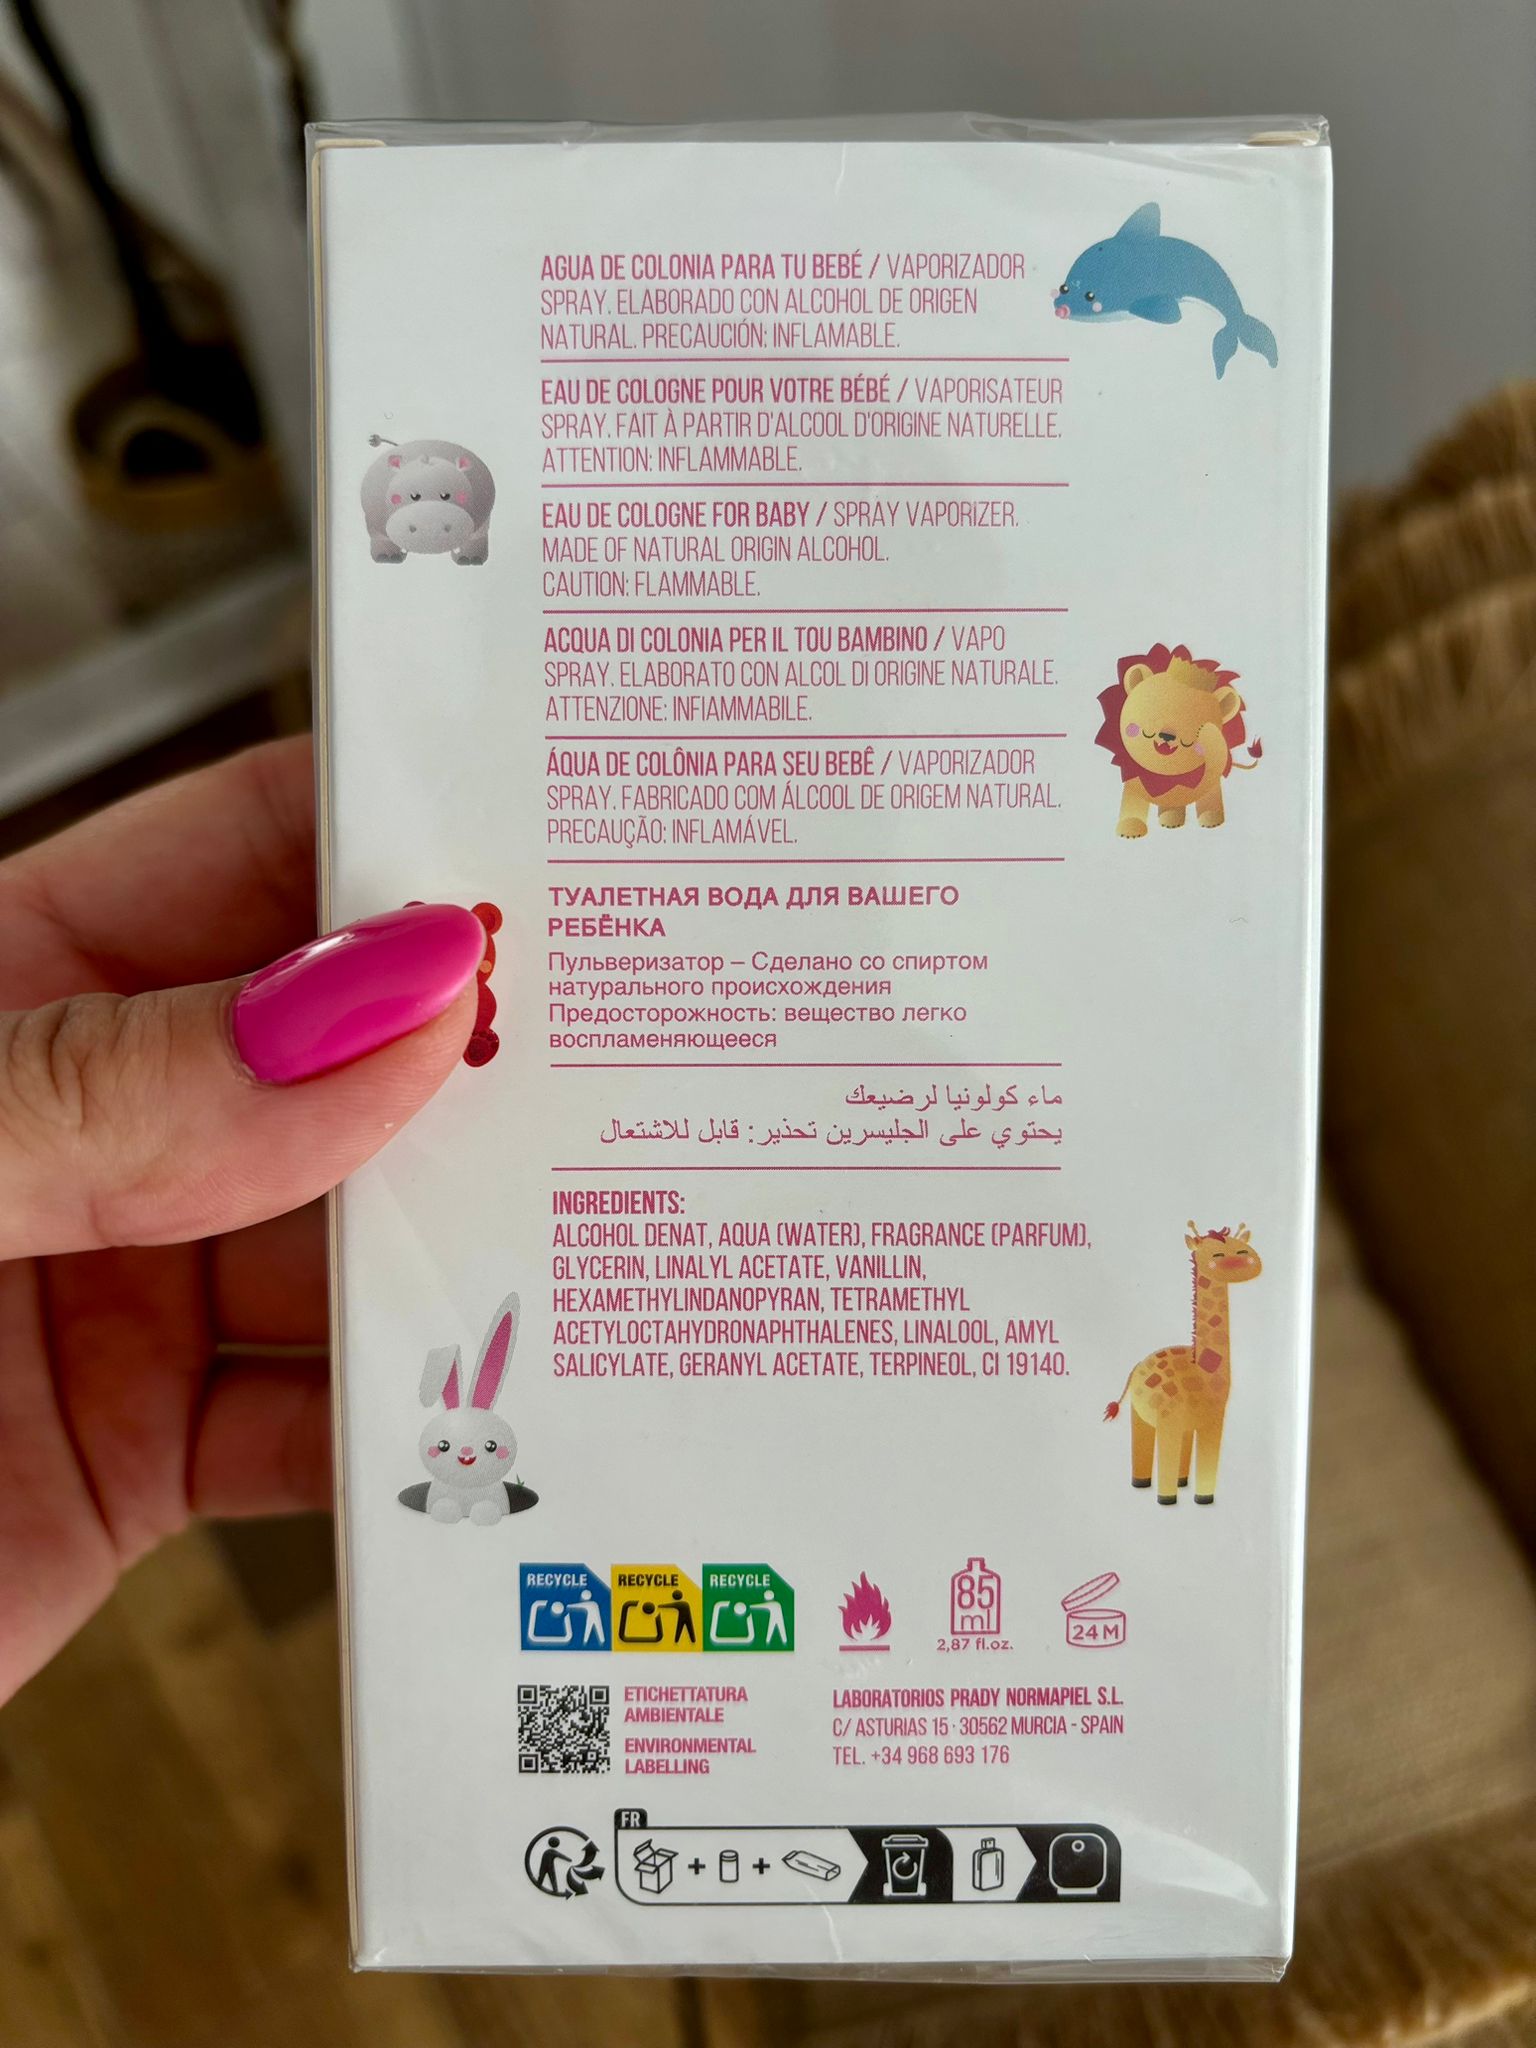 AGUA DE COLONIA PARA TU BEBÉ / VAPORIZADOR
SPRAY. ELABORADO CON ALCOHOL DE ORIGEN
NATURAL. PRECAUCIÓN: INFLAMABLE.
EAU DE COLOGNE POUR VOTRE BÉBÉ / VAPORISATEUR
SPRAY. FAIT À PARTIR D'ALCOOL D'ORIGINE NATURELLE.
ATTENTION: INFLAMMABLE.
EAU DE COLOGNE FOR BABY / SPRAY VAPORIZER.
MADE OF NATURAL ORIGIN ALCOHOL.
CAUTION: FLAMMABLE.
ACQUA DI COLONIA PER IL TOU BAMBINO / VAPO
SPRAY. ELABORATO CON ALCOL DI ORIGINE NATURALE.
ATTENZIONE: INFIAMMABILE.
ÁQUA DE COLÔNIA PARA SEU BEBÊ / VAPORIZADOR
SPRAY. FABRICADO COM ÁLCOOL DE ORIGEM NATURAL.
PRECAUÇÃO: INFLAMÁVEL.
ТУАЛЕТНАЯ ВОДА ДЛЯ ВАШЕГО
РЕБЁНКА
Пульверизатор – Сделано со спиртом
натурального происхождения
Предосторожность: вещество легко
воспламеняющееся
ماء كولونيا لرضيعك
يحتوي على الجليسرين تحذير: قابل للاشتعال
INGREDIENTS:
ALCOHOL DENAT, AQUA (WATER), FRAGRANCE (PARFUM),
GLYCERIN, LINALYL ACETATE, VANILLIN,
HEXAMETHYLINDANOPYRAN, TETRAMETHYL
ACETYLOCTAHYDRONAPHTHALENES, LINALOOL, AMYL
SALICYLATE, GERANYL ACETATE, TERPINEOL, CI 19140.
RECYCLE RECYCLE RECYCLE
85
ml
2,87 fl.oz.
24 M
ETICHETTATURA
AMBIENTALE
ENVIRONMENTAL
LABELLING
LABORATORIOS PRADY NORMAPIEL S.L.
C/ ASTURIAS 15 · 30562 MURCIA - SPAIN
TEL. +34 968 693 176
FR